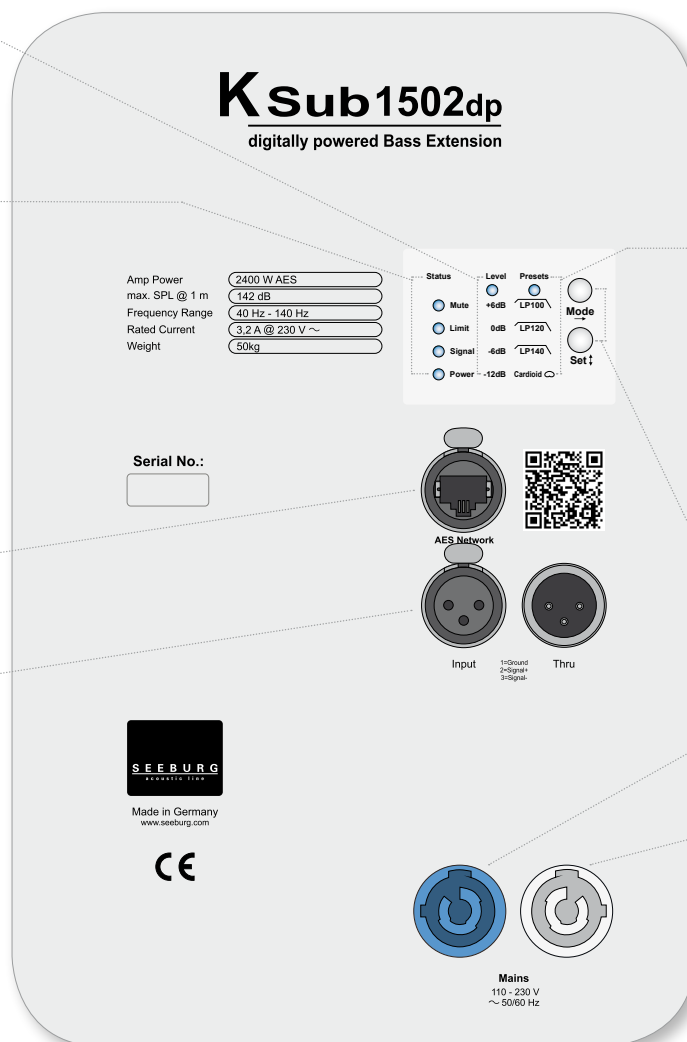 K Sub 1502dp
digitally powered Bass Extension
Amp Power 2400 W AES
max. SPL @ 1 m 142 dB
Frequency Range 40 Hz - 140 Hz
Rated Current 3,2 A @ 230 V ～
Weight 50kg
Status Level Presets
Mute +6dB LP100
Mode
→
Limit 0dB LP120
Signal -6dB LP140
Set ↕
Power -12dB Cardioid
Serial No.:
AES Network
Input
1=Ground
2=Signal+
3=Signal-
Thru
SEEBURG
acoustic line
Made in Germany
www.seeburg.com
CE
Mains
110 - 230 V
～ 50/60 Hz